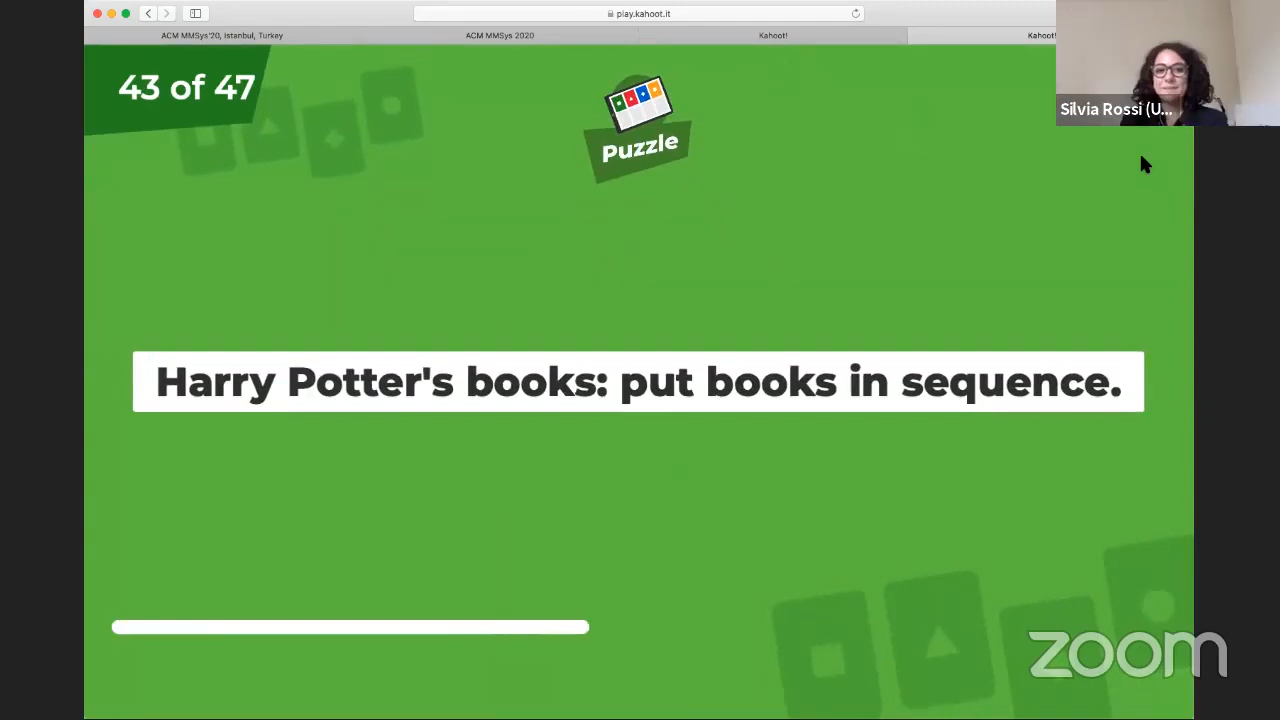 play.kahoot.it
ACM MMSys'20, Istanbul, Turkey
ACM MMSys 2020
Kahoot!
Kahoot!
43 of 47
Puzzle
Silvia Rossi (U...
Harry Potter's books: put books in sequence.
zoom